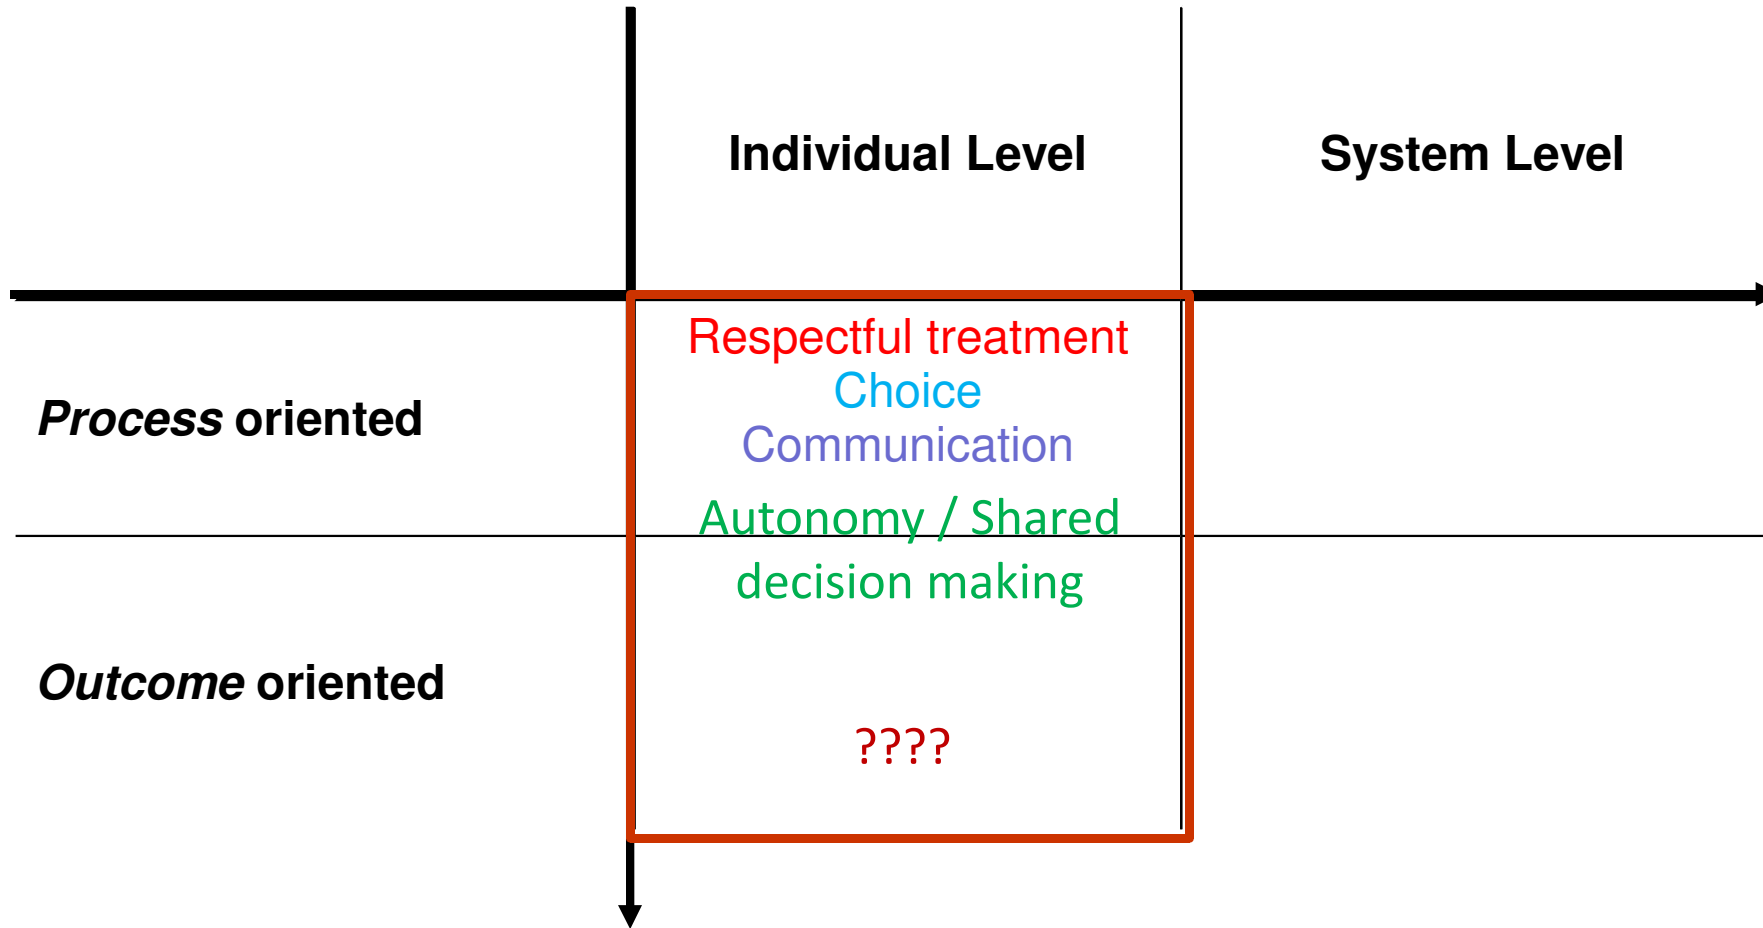 Individual Level
System Level
Process oriented
Respectful treatment
Choice
Communication
Autonomy / Shared
decision making
Outcome oriented
????